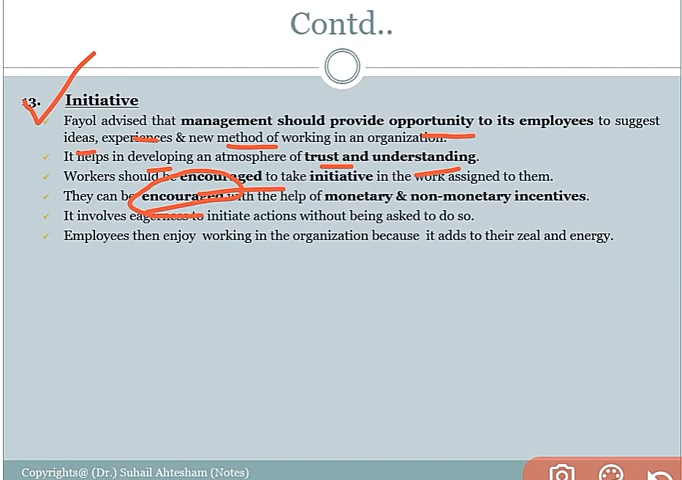 Contd..
13. Initiative
Fayol advised that management should provide opportunity to its employees to suggest
ideas, experiences & new method of working in an organization.
It helps in developing an atmosphere of trust and understanding.
Workers should be encouraged to take initiative in the work assigned to them.
They can be encouraged with the help of monetary & non-monetary incentives.
It involves eagerness to initiate actions without being asked to do so.
Employees then enjoy working in the organization because it adds to their zeal and energy.
Copyrights@ (Dr.) Suhail Ahtesham (Notes)